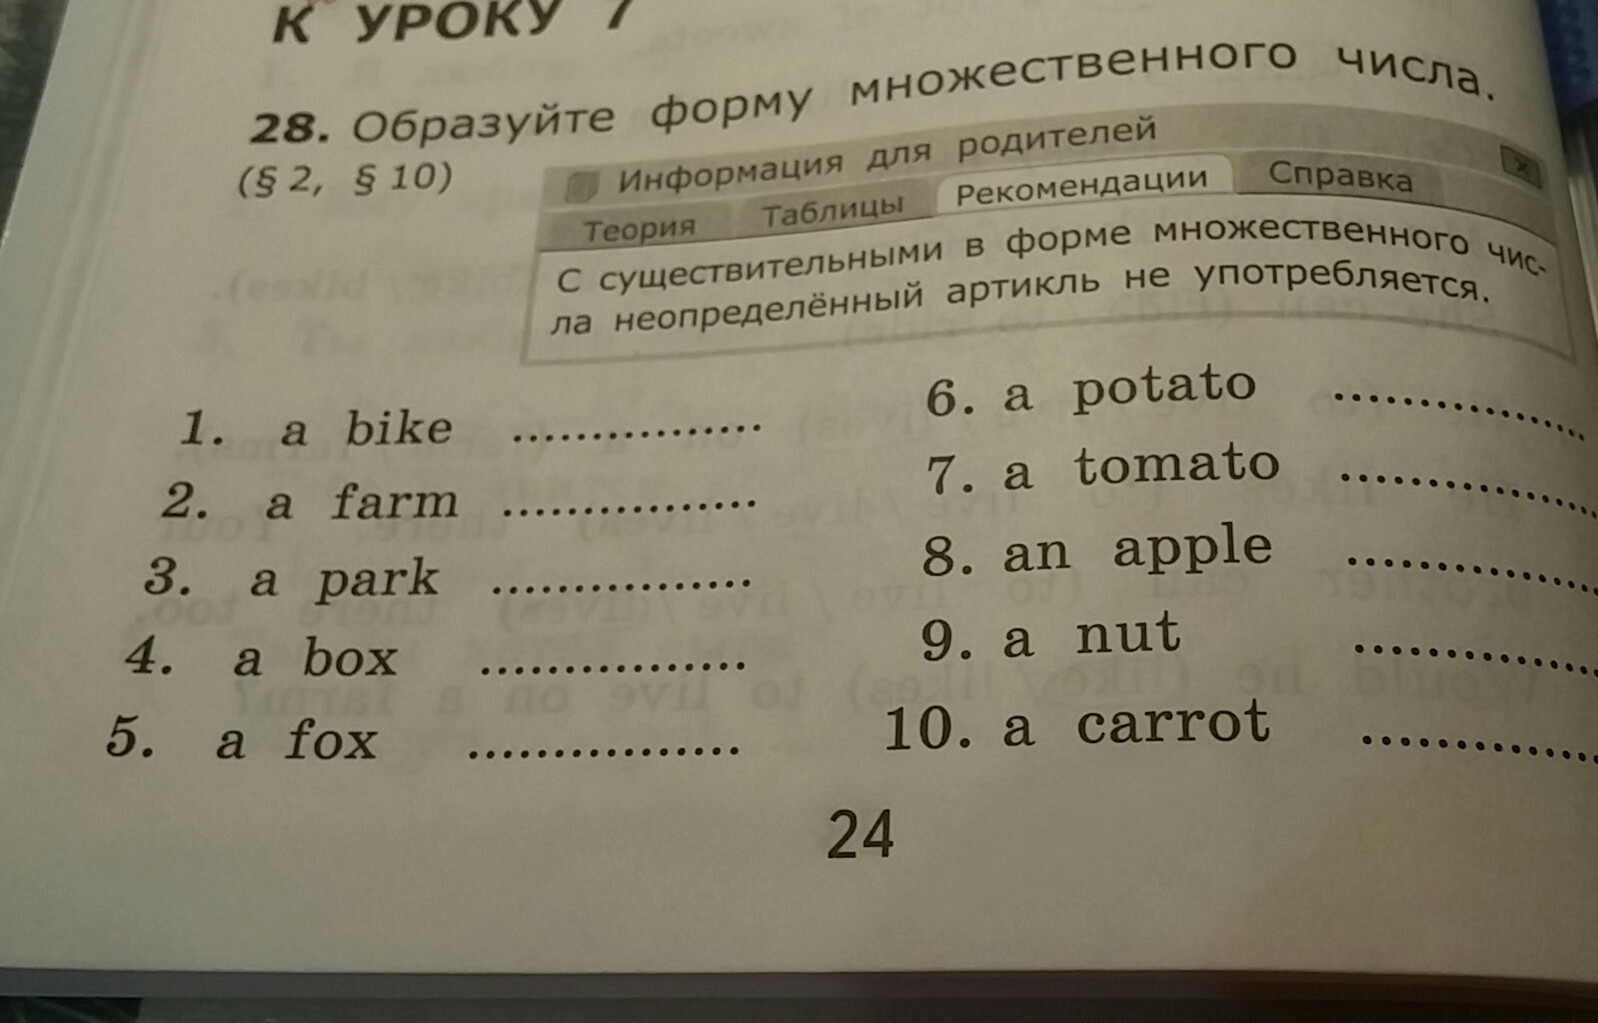 К УРОКУ 7
28. Образуйте форму множественного числа.
(§ 2, § 10)
Информация для родителей
Теория Таблицы Рекомендации Справка
С существительными в форме множественного чис-
ла неопределённый артикль не употребляется.
1. a bike ................
2. a farm ................
3. a park ................
4. a box ................
5. a fox ................
6. a potato ................
7. a tomato ................
8. an apple ................
9. a nut ................
10. a carrot ................
24